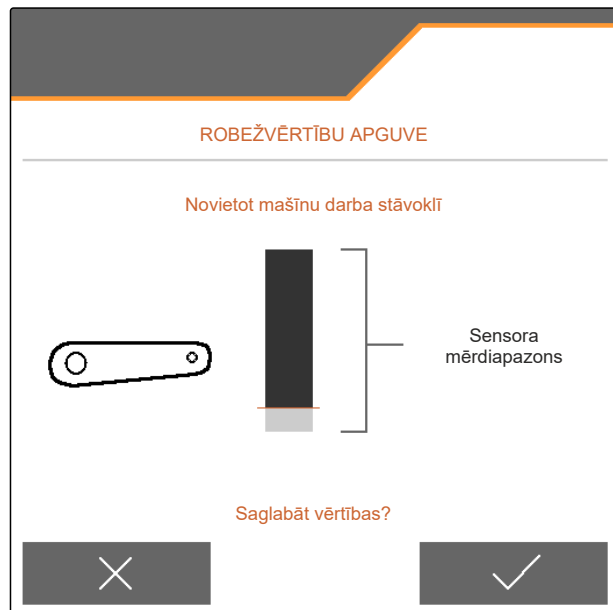 ROBEŽVĒRTĪBU APGUVE
Novietot mašīnu darba stāvoklī
Sensora
mērdiapazons
Saglabāt vērtības?